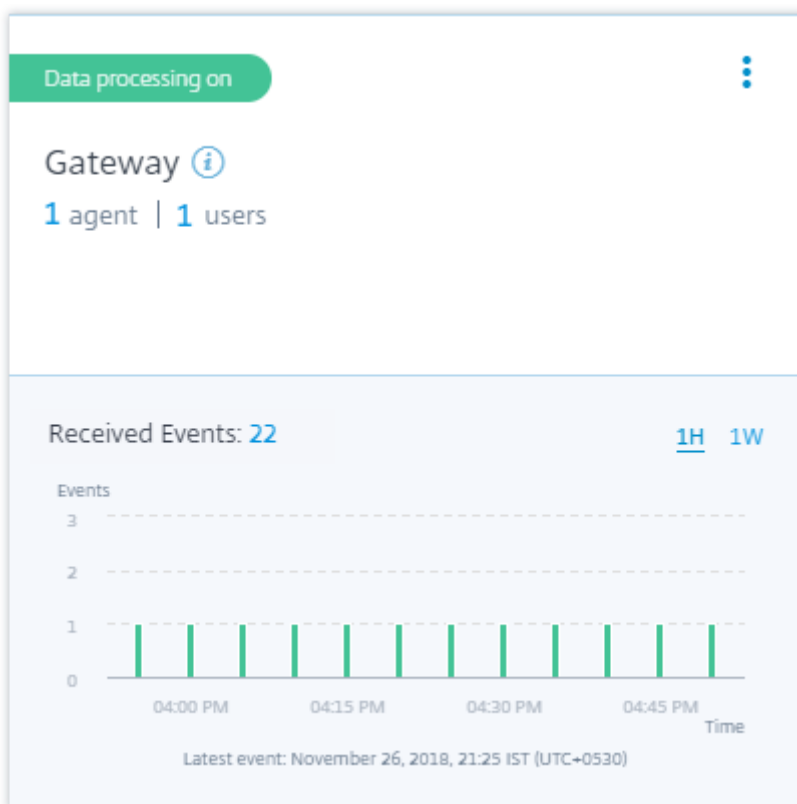 Data processing on
Gateway
1 agent | 1 users
Received Events: 22
1H 1W
Events
3
2
1
0
04:00 PM 04:15 PM 04:30 PM 04:45 PM
Time
Latest event: November 26, 2018, 21:25 IST (UTC+0530)